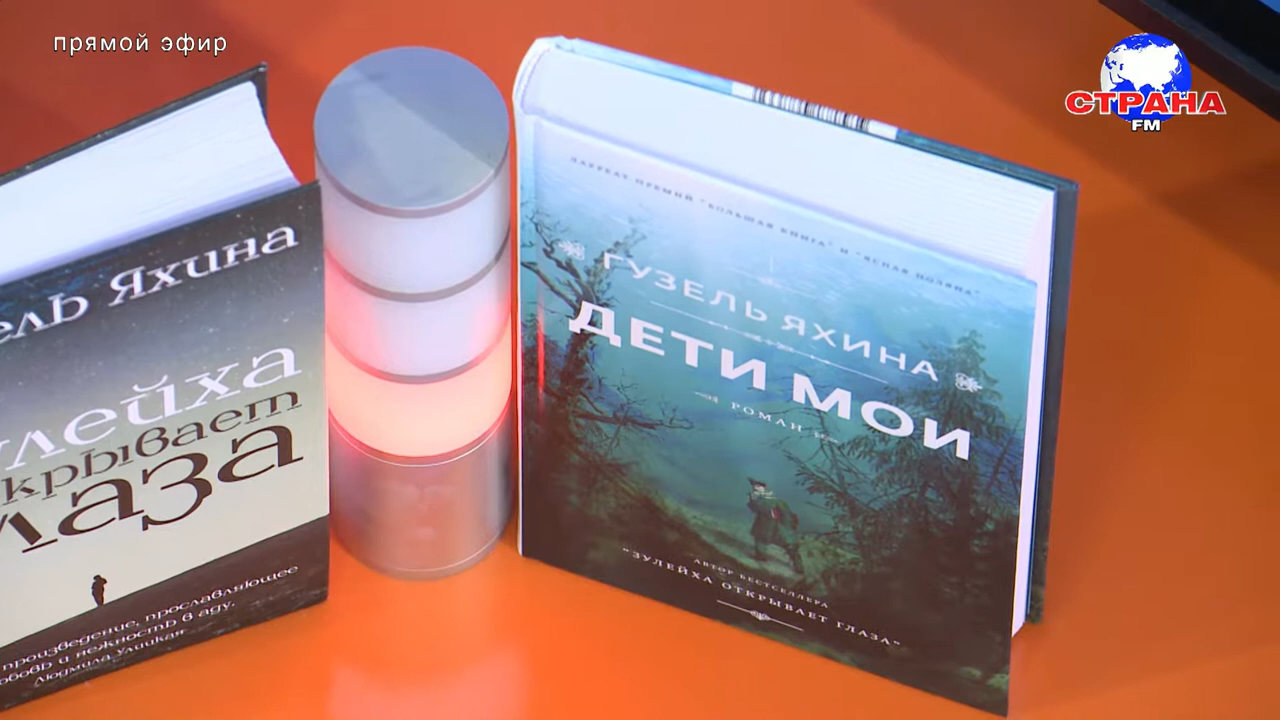 прямой эфир
СТРАНА
FM
ель Яхина
улейха
крывает
лаза
произведение, прославляющее
любовь и нежность в аду.
Людмила Улицкая
ЛАУРЕАТ ПРЕМИЙ "БОЛЬШАЯ КНИГА" И "ЯСНАЯ ПОЛЯНА"
ГУЗЕЛЬ ЯХИНА
ДЕТИ МОИ
РОМАН
АВТОР БЕСТСЕЛЛЕРА
"ЗУЛЕЙХА ОТКРЫВАЕТ ГЛАЗА"